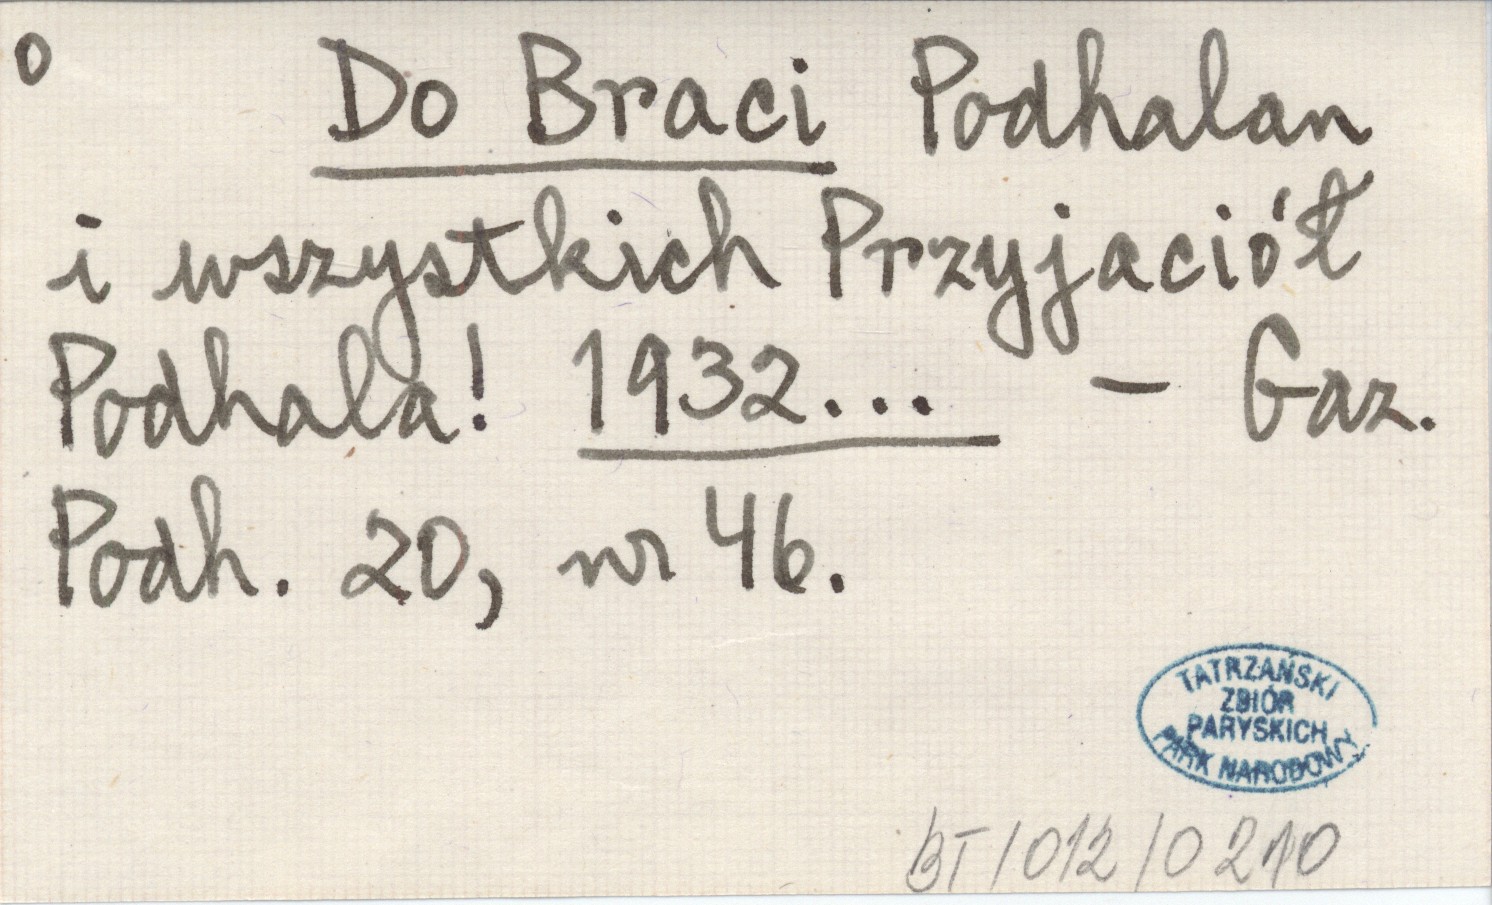 0 Do Braci Podhalan
i wszystkich Przyjaciół
Podhala! 1932... – Gaz.
Podh. 20, nr 46.
TATRZAŃSKI
ZBIÓR
PARYSKICH
PARK NARODOWY
BT/012/0210